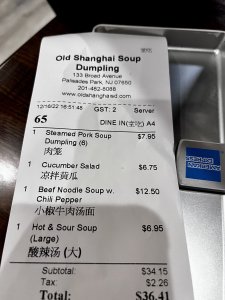 堂吃
Old Shanghai Soup
Dumpling
133 Broad Avenue
Palisades Park, NJ 07650
201-482-8088
www.oldshanghaisd.com
12/16/22 16:51:48 GST: 2 Server
65 DINE IN(堂吃) A4
1 Steamed Pork Soup $7.95
Dumpling (6)
肉笼
1 Cucumber Salad $6.75
凉拌黄瓜
1 Beef Noodle Soup w. $12.50
Chili Pepper
小椒牛肉汤面
1 Hot & Sour Soup $6.95
(Large)
酸辣汤 (大)
Subtotal: $34.15
Tax: $2.26
Total: $36.41
AMERICAN EXPRESS